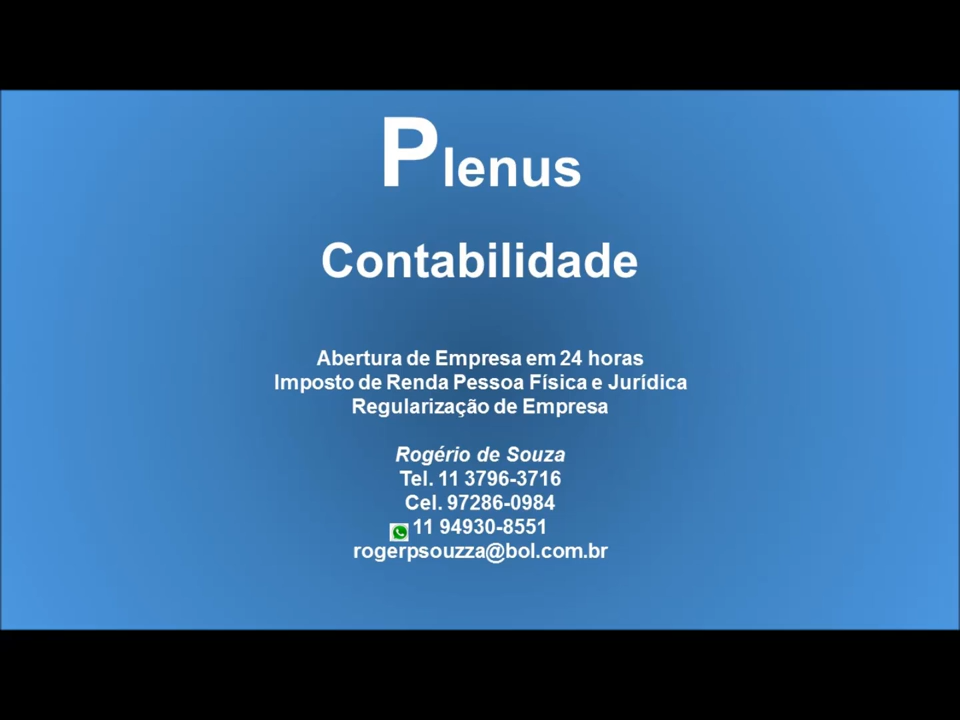 Plenus
Contabilidade
Abertura de Empresa em 24 horas
Imposto de Renda Pessoa Física e Jurídica
Regularização de Empresa
Rogério de Souza
Tel. 11 3796-3716
Cel. 97286-0984
11 94930-8551
rogerpsouzza@bol.com.br